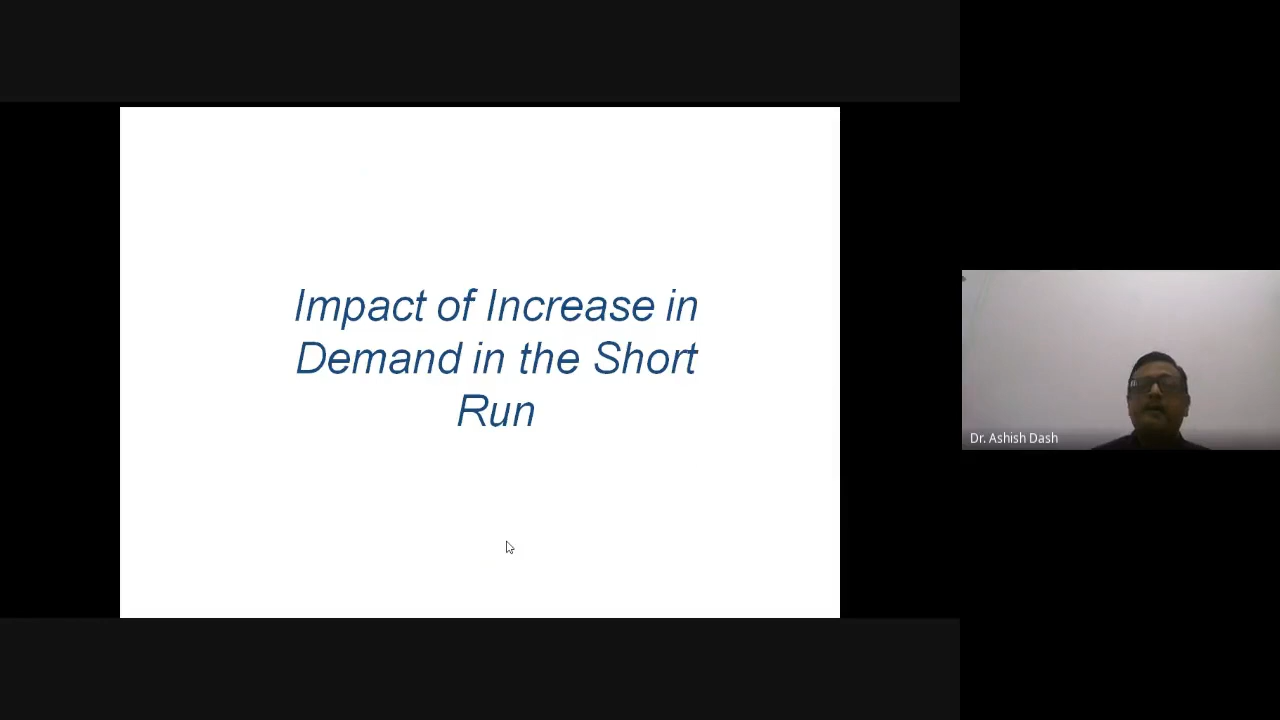 Impact of Increase in
Demand in the Short
Run
Dr. Ashish Dash